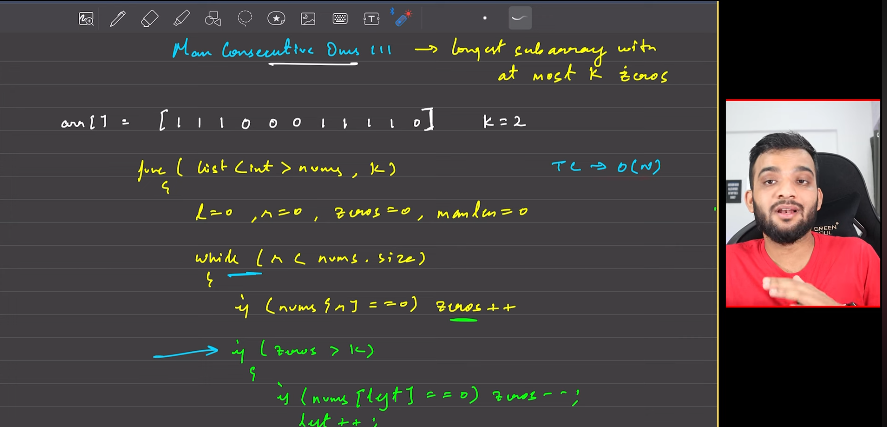 Max Consecutive Ones III → Longest subarray with
at most K zeros
arr[] = [1 1 1 0 0 0 1 1 1 1 0] K=2
func ( list<int> nums, K)
{
L=0, r=0, zeros=0, maxlen=0
TC → O(N)
while (r < nums.size)
{
if (nums[r] == 0) zeros++
if (zeros > K)
{
if (nums[left] == 0) zeros--;
left++;